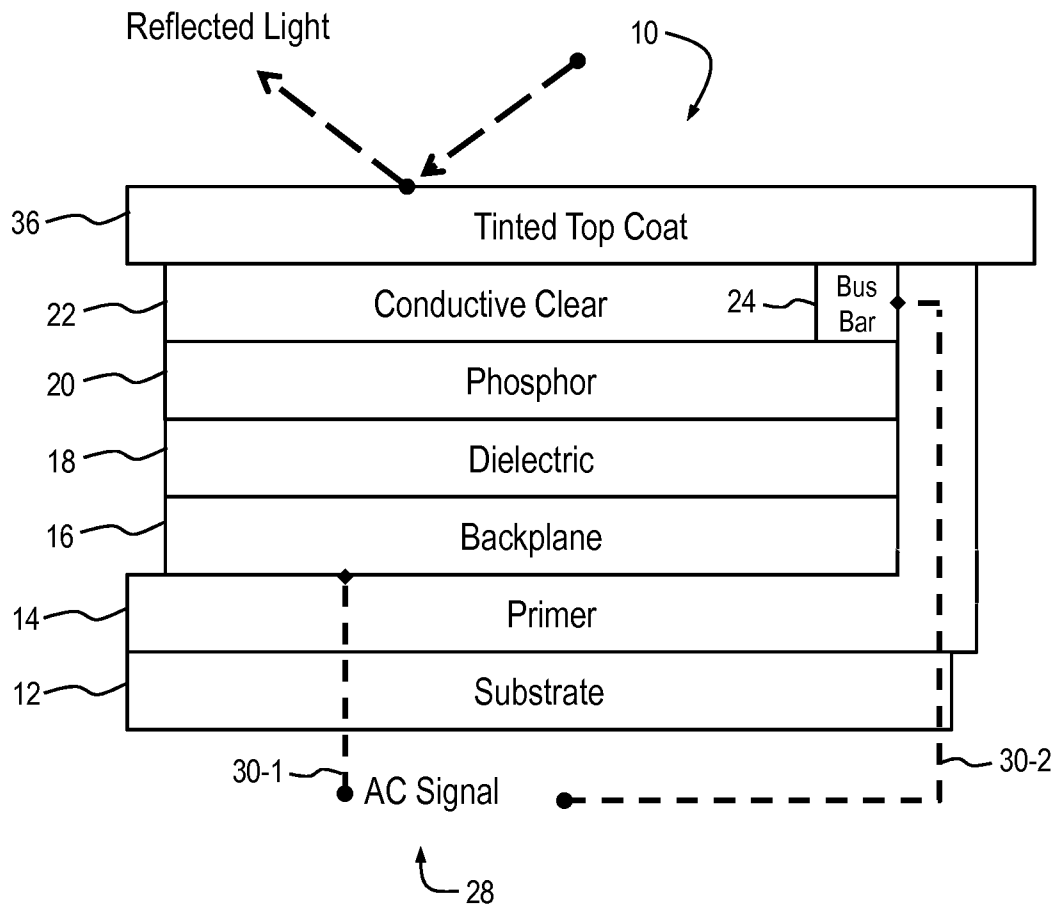 Reflected Light
10
36
Tinted Top Coat
22
Conductive Clear
24
Bus
Bar
20
Phosphor
18
Dielectric
16
Backplane
14
Primer
12
Substrate
30-1
AC Signal
30-2
28